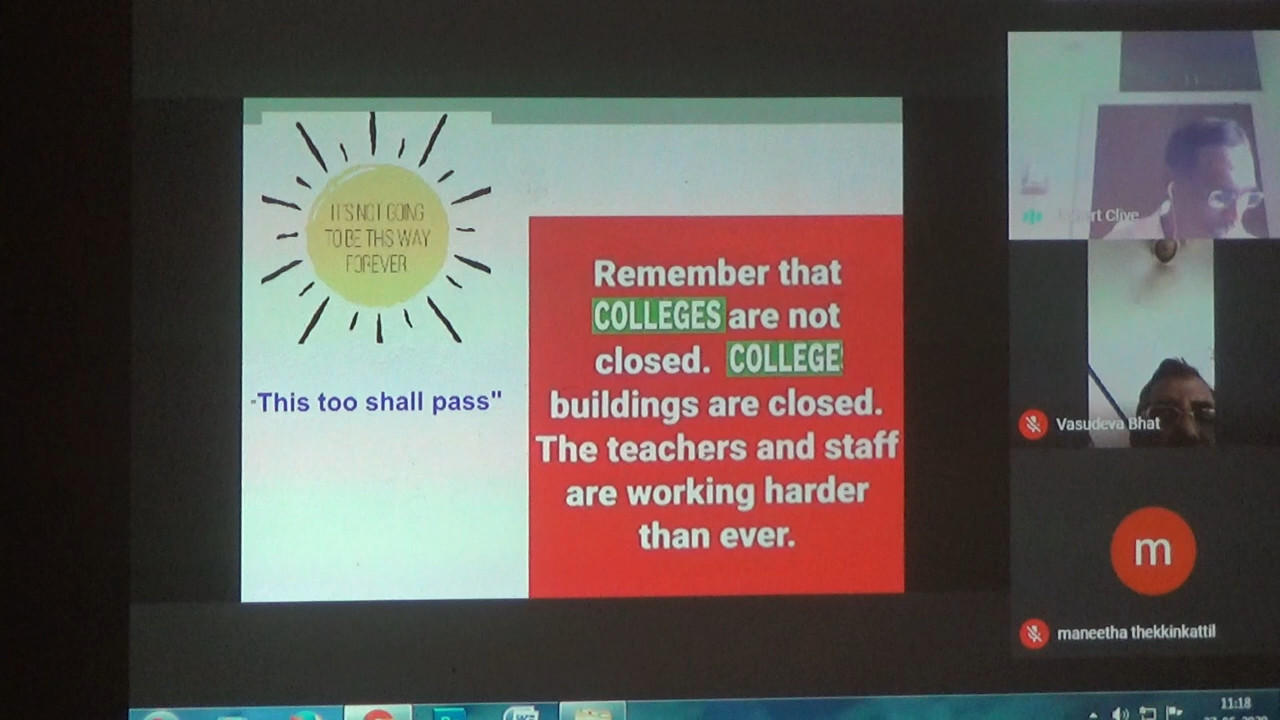 IT'S NOT GOING
TO BE THIS WAY
FOREVER
"This too shall pass"
Remember that
COLLEGES are not
closed. COLLEGE
buildings are closed.
The teachers and staff
are working harder
than ever.
Clive
Vasudeva Bhat
m
maneetha thekkinkattil
11:18